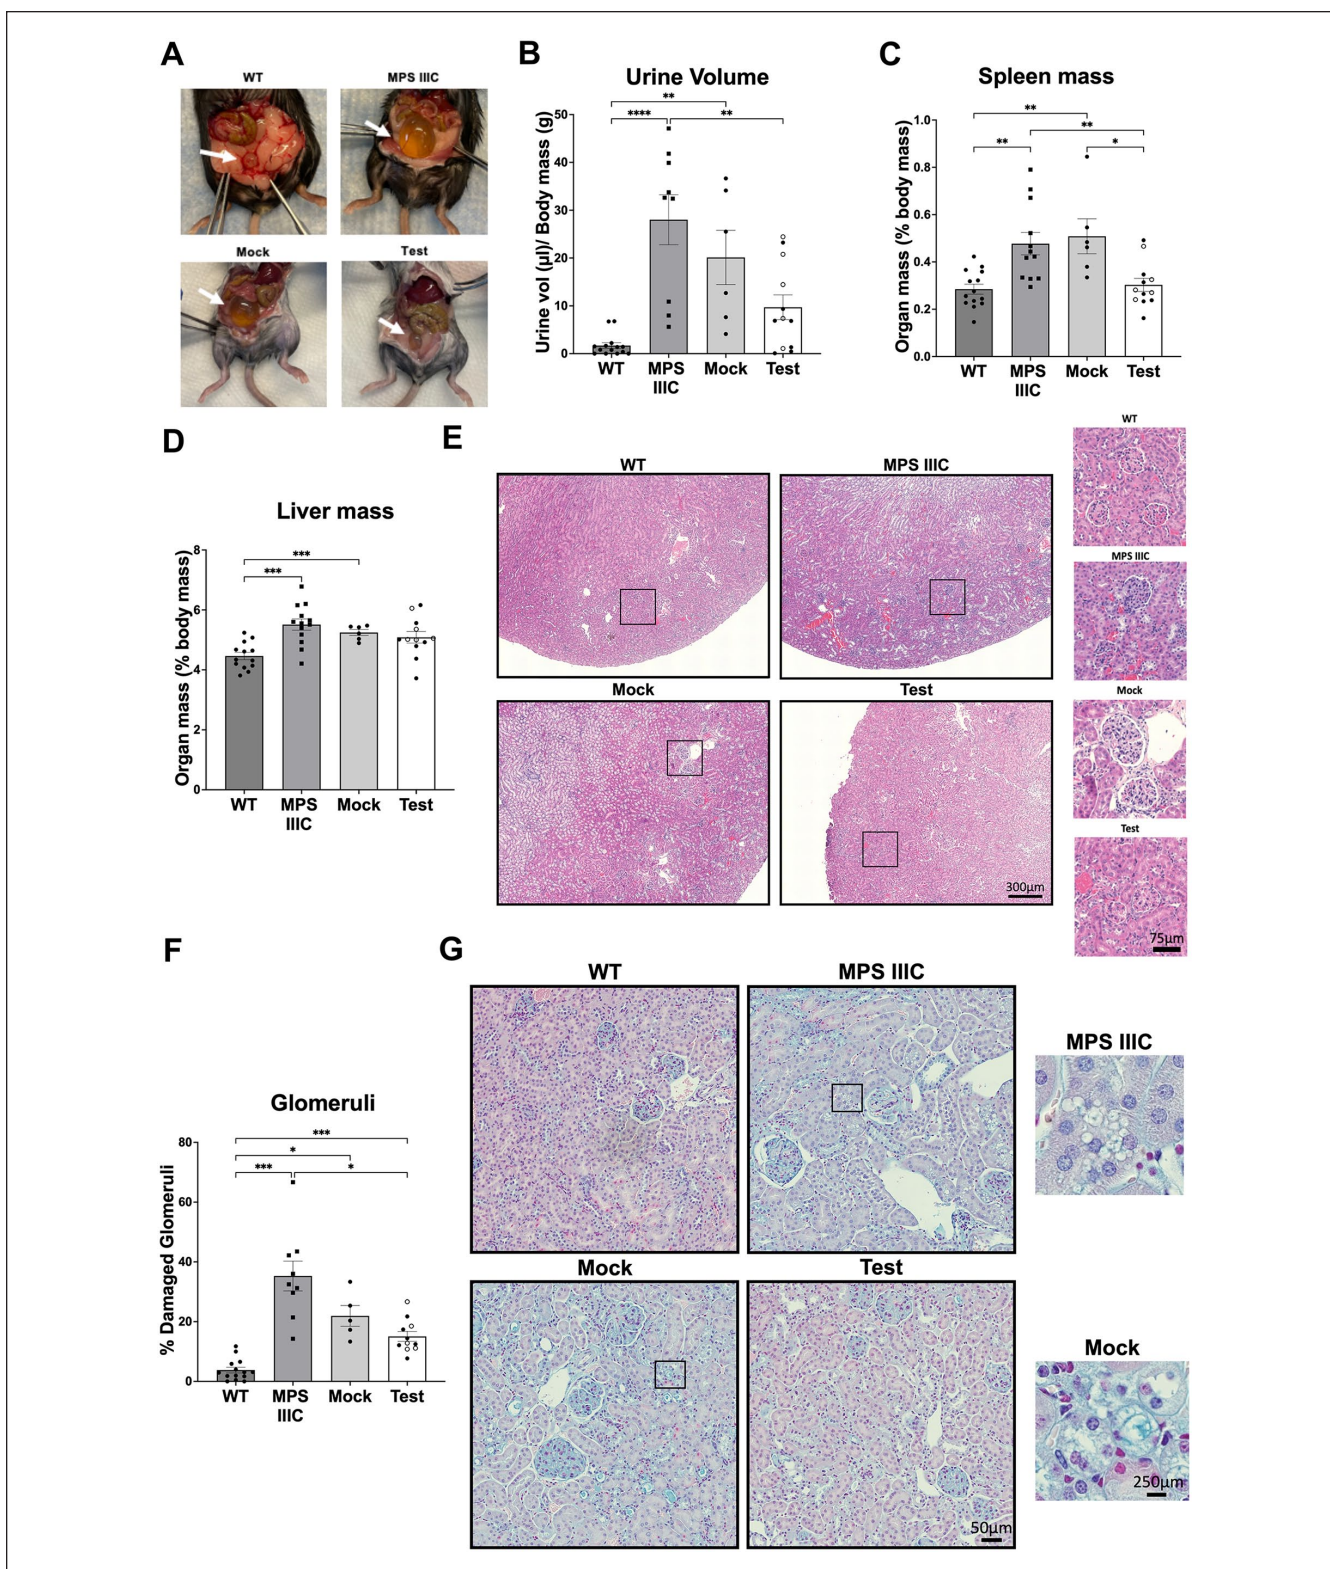 A
WT
MPS IIIC
Mock
Test
B
Urine Volume
**
****
**
Urine vol (µl)/ Body mass (g)
50
40
30
20
10
0
WT
MPS
IIIC
Mock
Test
C
Spleen mass
**
**
**
*
Organ mass (% body mass)
1.0
0.8
0.6
0.4
0.2
0.0
WT
MPS
IIIC
Mock
Test
D
Liver mass
***
***
Organ mass (% body mass)
8
6
4
2
0
WT
MPS
IIIC
Mock
Test
E
WT
MPS IIIC
Mock
Test
300µm
WT
MPS IIIC
Mock
Test
75µm
F
Glomeruli
***
*
***
*
% Damaged Glomeruli
80
60
40
20
0
WT
MPS
IIIC
Mock
Test
G
WT
MPS IIIC
Mock
Test
50µm
MPS IIIC
Mock
250µm